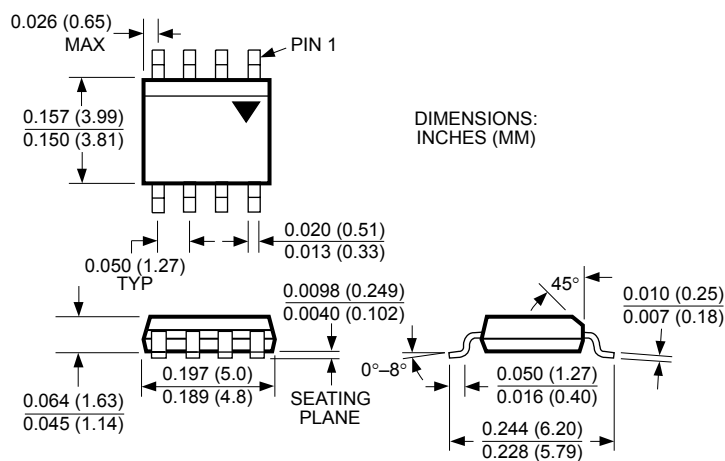 0.026 (0.65)
MAX
PIN 1
0.157 (3.99)
0.150 (3.81)
DIMENSIONS:
INCHES (MM)
0.020 (0.51)
0.013 (0.33)
0.050 (1.27)
TYP
0.0098 (0.249)
0.0040 (0.102)
45°
0.010 (0.25)
0.007 (0.18)
0°–8°
0.064 (1.63)
0.045 (1.14)
0.197 (5.0)
0.189 (4.8)
SEATING
PLANE
0.050 (1.27)
0.016 (0.40)
0.244 (6.20)
0.228 (5.79)